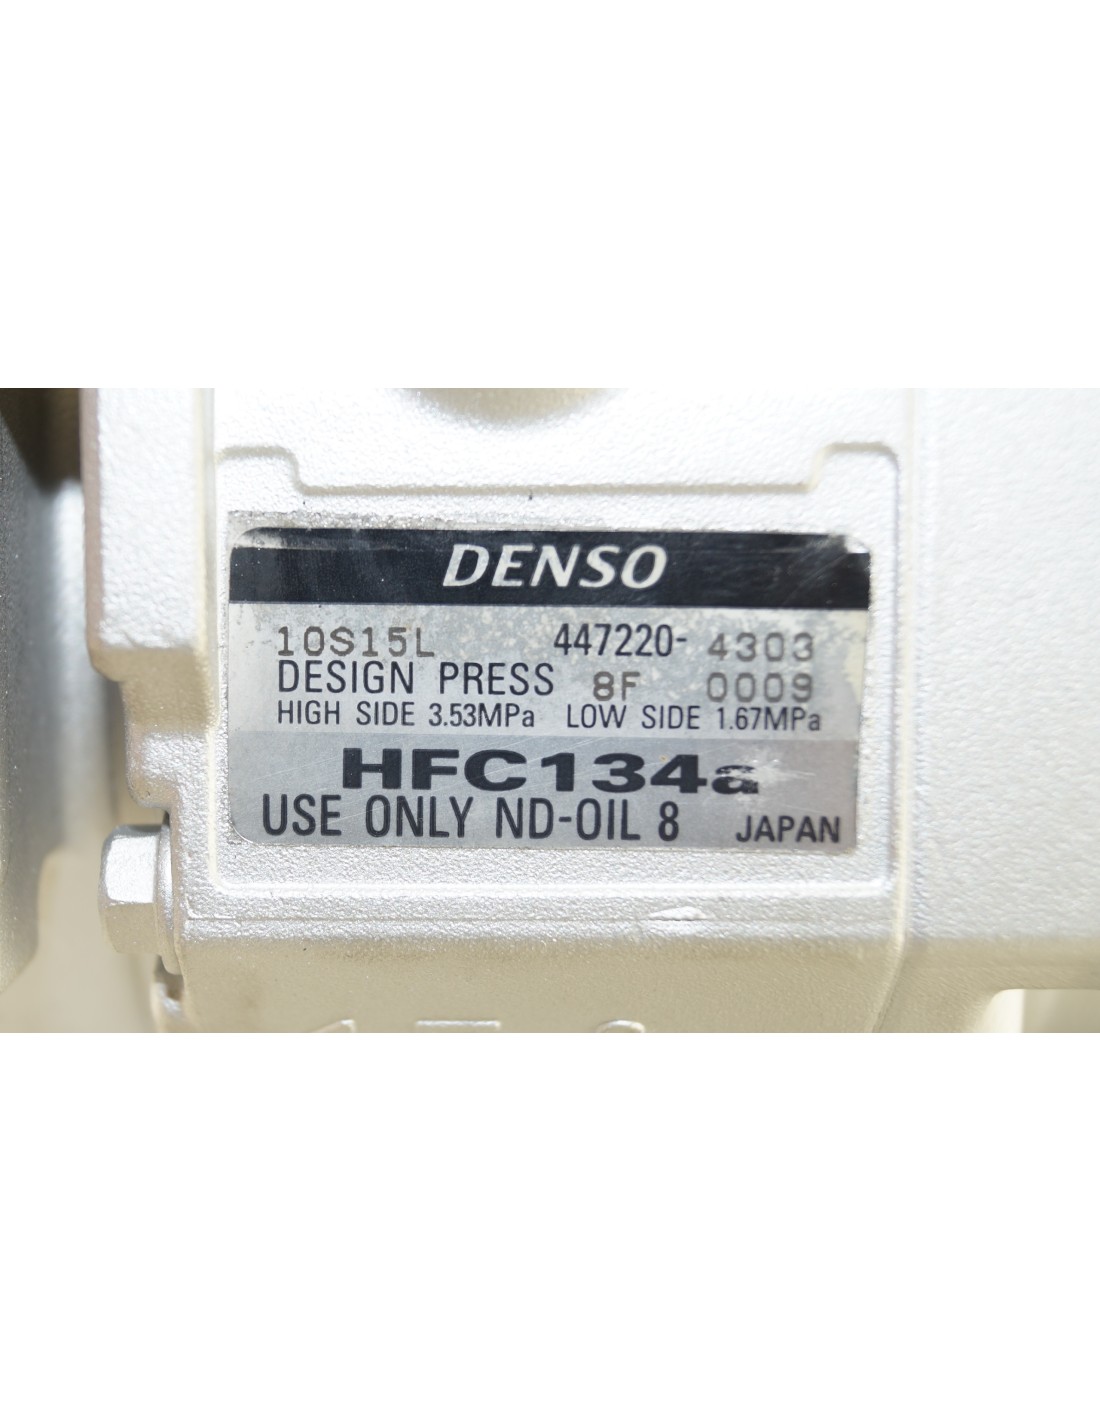 DENSO
10S15L 447220- 4303
DESIGN PRESS 8F 0009
HIGH SIDE 3.53MPa LOW SIDE 1.67MPa
HFC134a
USE ONLY ND-OIL 8 JAPAN